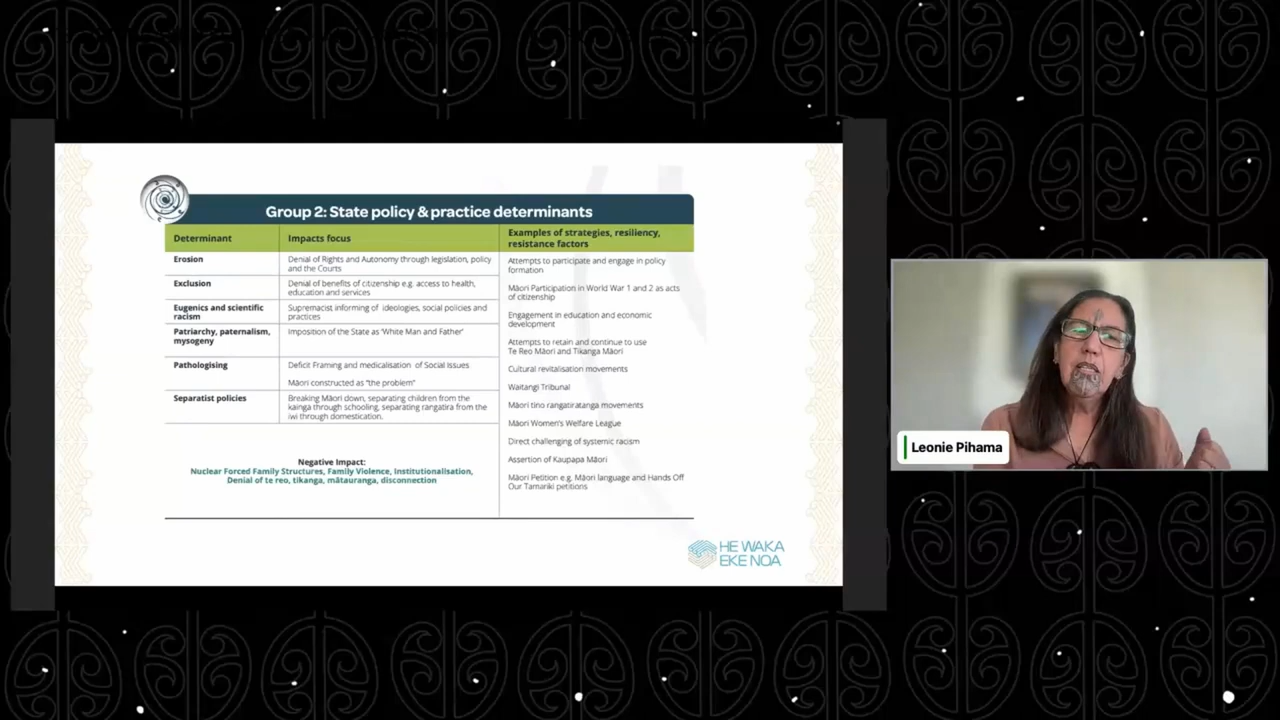 Group 2: State policy & practice determinants
Determinant
Impacts focus
Examples of strategies, resiliency,
resistance factors
Erosion
Denial of Rights and Autonomy through legislation, policy
and the Courts
Exclusion
Denial of benefits of citizenship e.g. access to health,
education and services
Eugenics and scientific
racism
Supremacist informing of ideologies, social policies and
practices
Patriarchy, paternalism,
mysogeny
Imposition of the State as 'White Man and Father'
Pathologising
Deficit Framing and medicalisation of Social Issues
Māori constructed as "the problem"
Separatist policies
Breaking Māori down, separating children from the
kainga through schooling, separating rangatira from the
iwi through domestication.
Negative Impact:
Nuclear Forced Family Structures, Family Violence, Institutionalisation,
Denial of te reo, tikanga, mātauranga, disconnection
Attempts to participate and engage in policy
formation
Māori Participation in World War 1 and 2 as acts
of citizenship
Engagement in education and economic
development
Attempts to retain and continue to use
Te Reo Māori and Tikanga Māori
Cultural revitalisation movements
Waitangi Tribunal
Māori tino rangatiratanga movements
Māori Women's Welfare League
Direct challenging of systemic racism
Assertion of Kaupapa Māori
Māori Petition e.g. Māori language and Hands Off
Our Tamariki petitions
HE WAKA
EKE NOA
Leonie Pihama